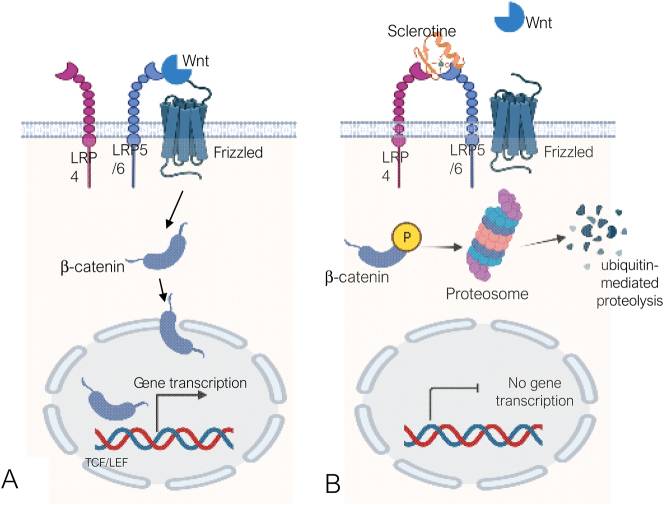 Wnt
LRP
4
LRP5
/6
Frizzled
β-catenin
Gene transcription
TCF/LEF
A
Sclerotine
Wnt
LRP
4
LRP5
/6
Frizzled
P
β-catenin
Proteosome
ubiquitin-
mediated
proteolysis
No gene
transcription
B